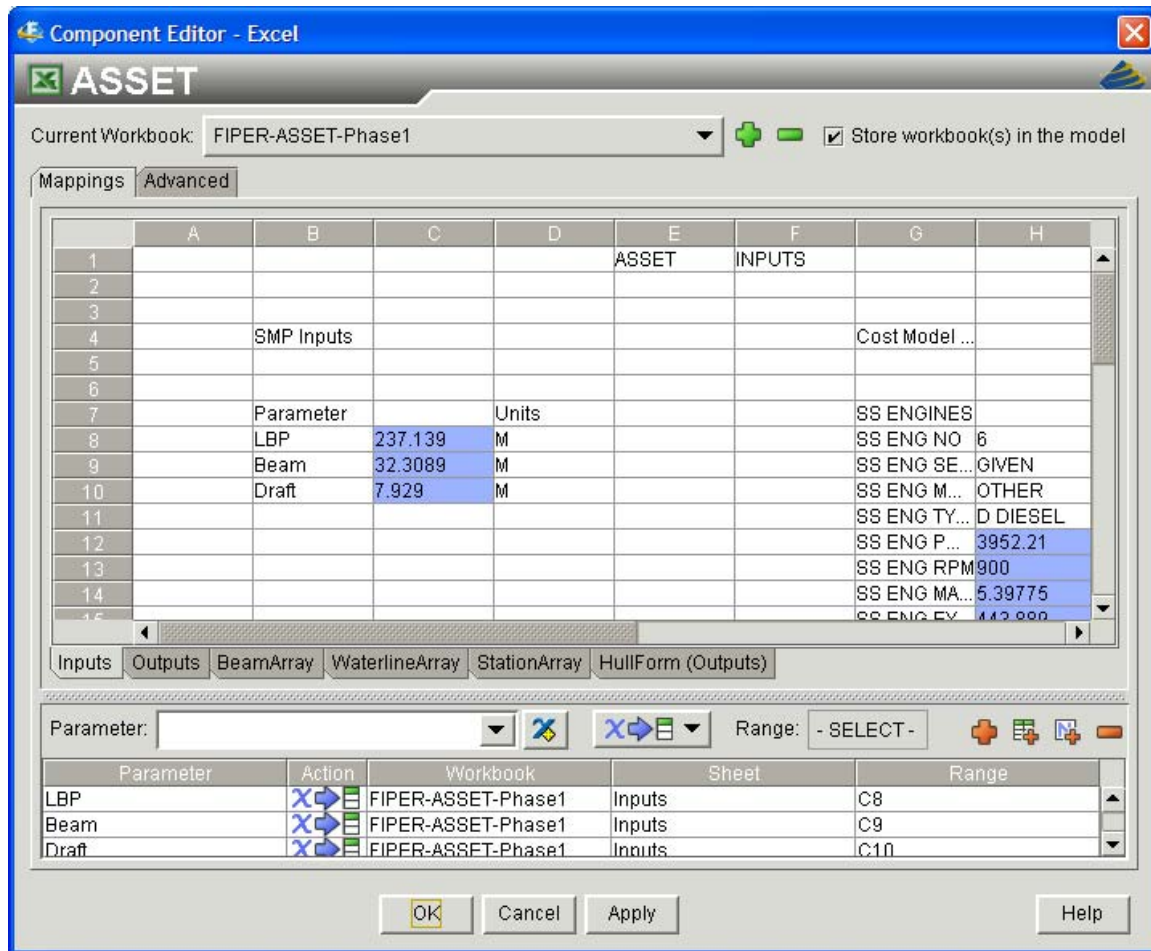 Component Editor - Excel
ASSET
Current Workbook: FIPER-ASSET-Phase1 Store workbook(s) in the model
Mappings Advanced
A B C D E F G H
1 ASSET INPUTS
2
3
4 SMP Inputs Cost Model ...
5
6
7 Parameter Units SS ENGINES
8 LBP 237.139 M SS ENG NO 6
9 Beam 32.3089 M SS ENG SE... GIVEN
10 Draft 7.929 M SS ENG M... OTHER
11 SS ENG TY... D DIESEL
12 SS ENG P... 3952.21
13 SS ENG RPM 900
14 SS ENG MA... 5.39775
15 SS ENG
Inputs Outputs BeamArray WaterlineArray StationArray HullForm (Outputs)
Parameter: Range: - SELECT -
Parameter Action Workbook Sheet Range
LBP FIPER-ASSET-Phase1 Inputs C8
Beam FIPER-ASSET-Phase1 Inputs C9
Draft FIPER-ASSET-Phase1 Inputs C10
OK Cancel Apply Help